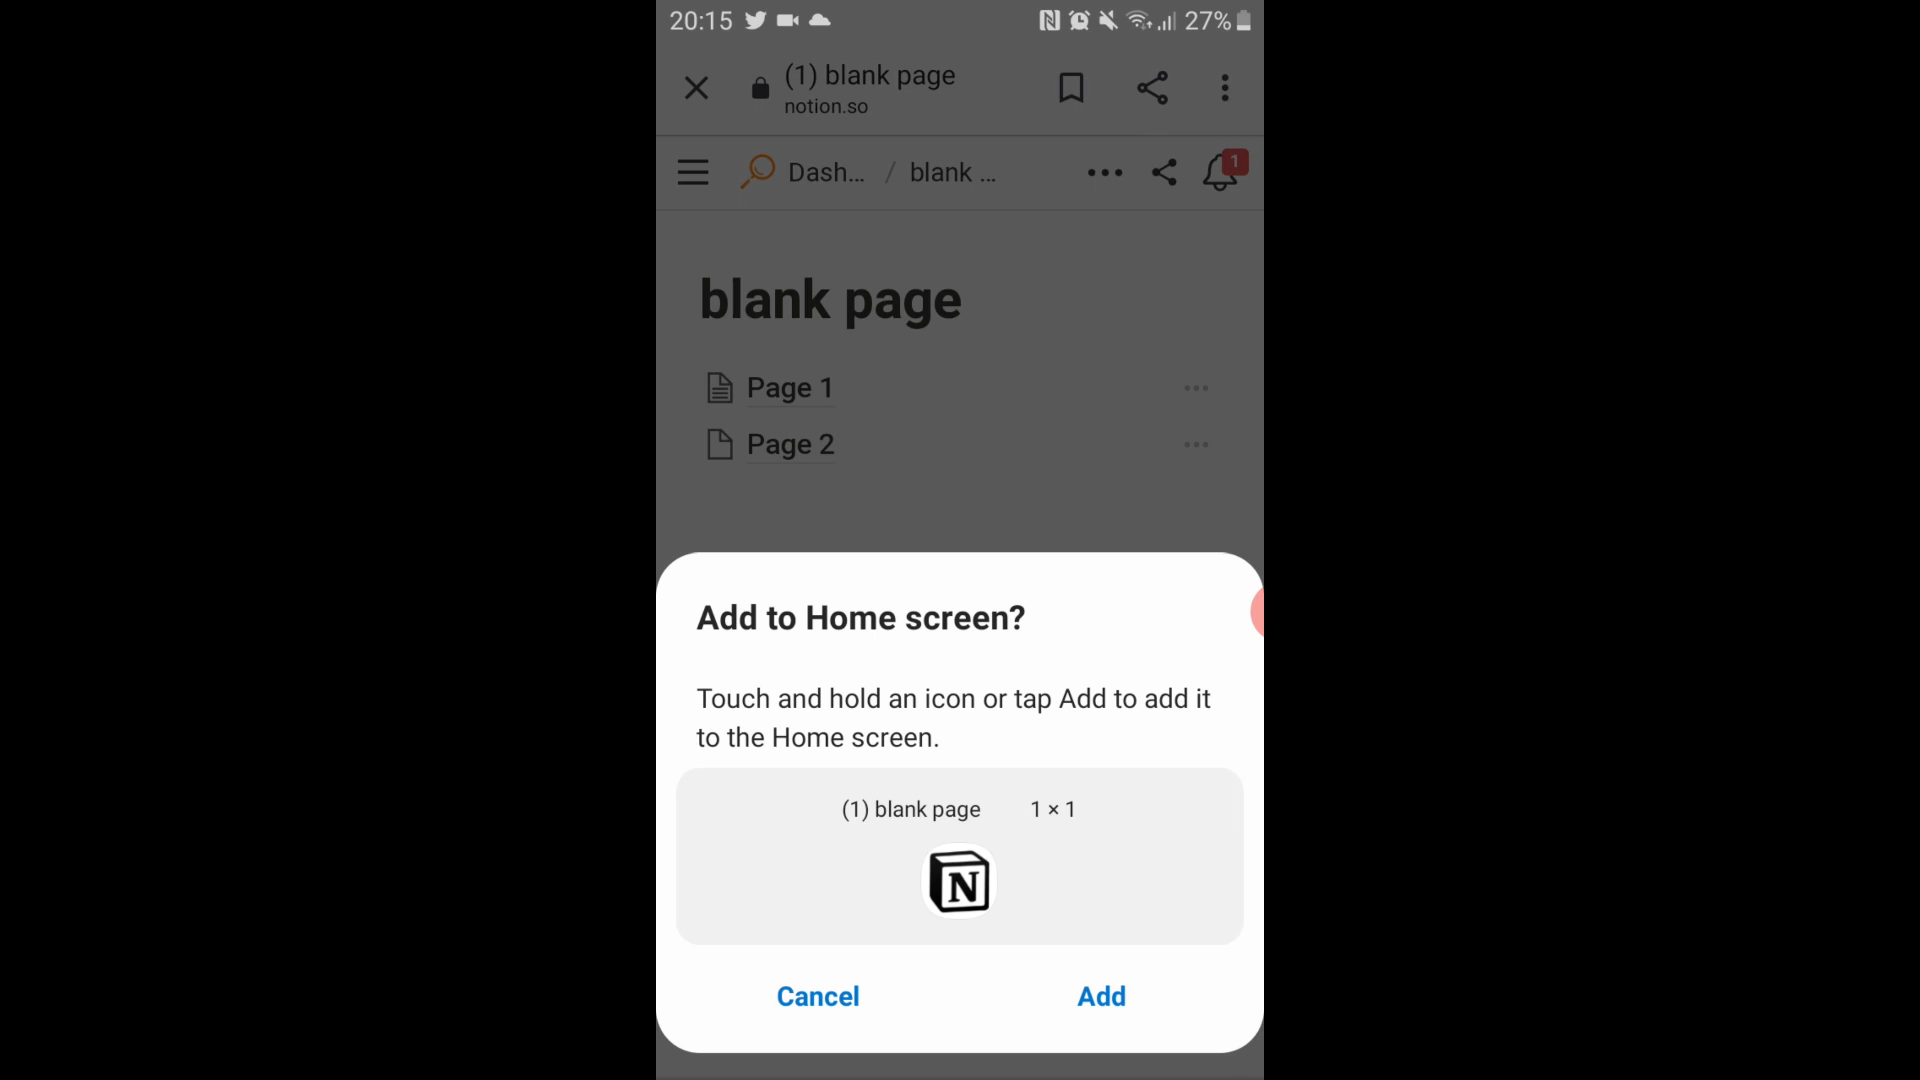 20:15 27%
(1) blank page
notion.so
Dash... / blank ...
1
blank page
Page 1
Page 2
Add to Home screen?
Touch and hold an icon or tap Add to add it
to the Home screen.
(1) blank page 1 × 1
N
Cancel Add